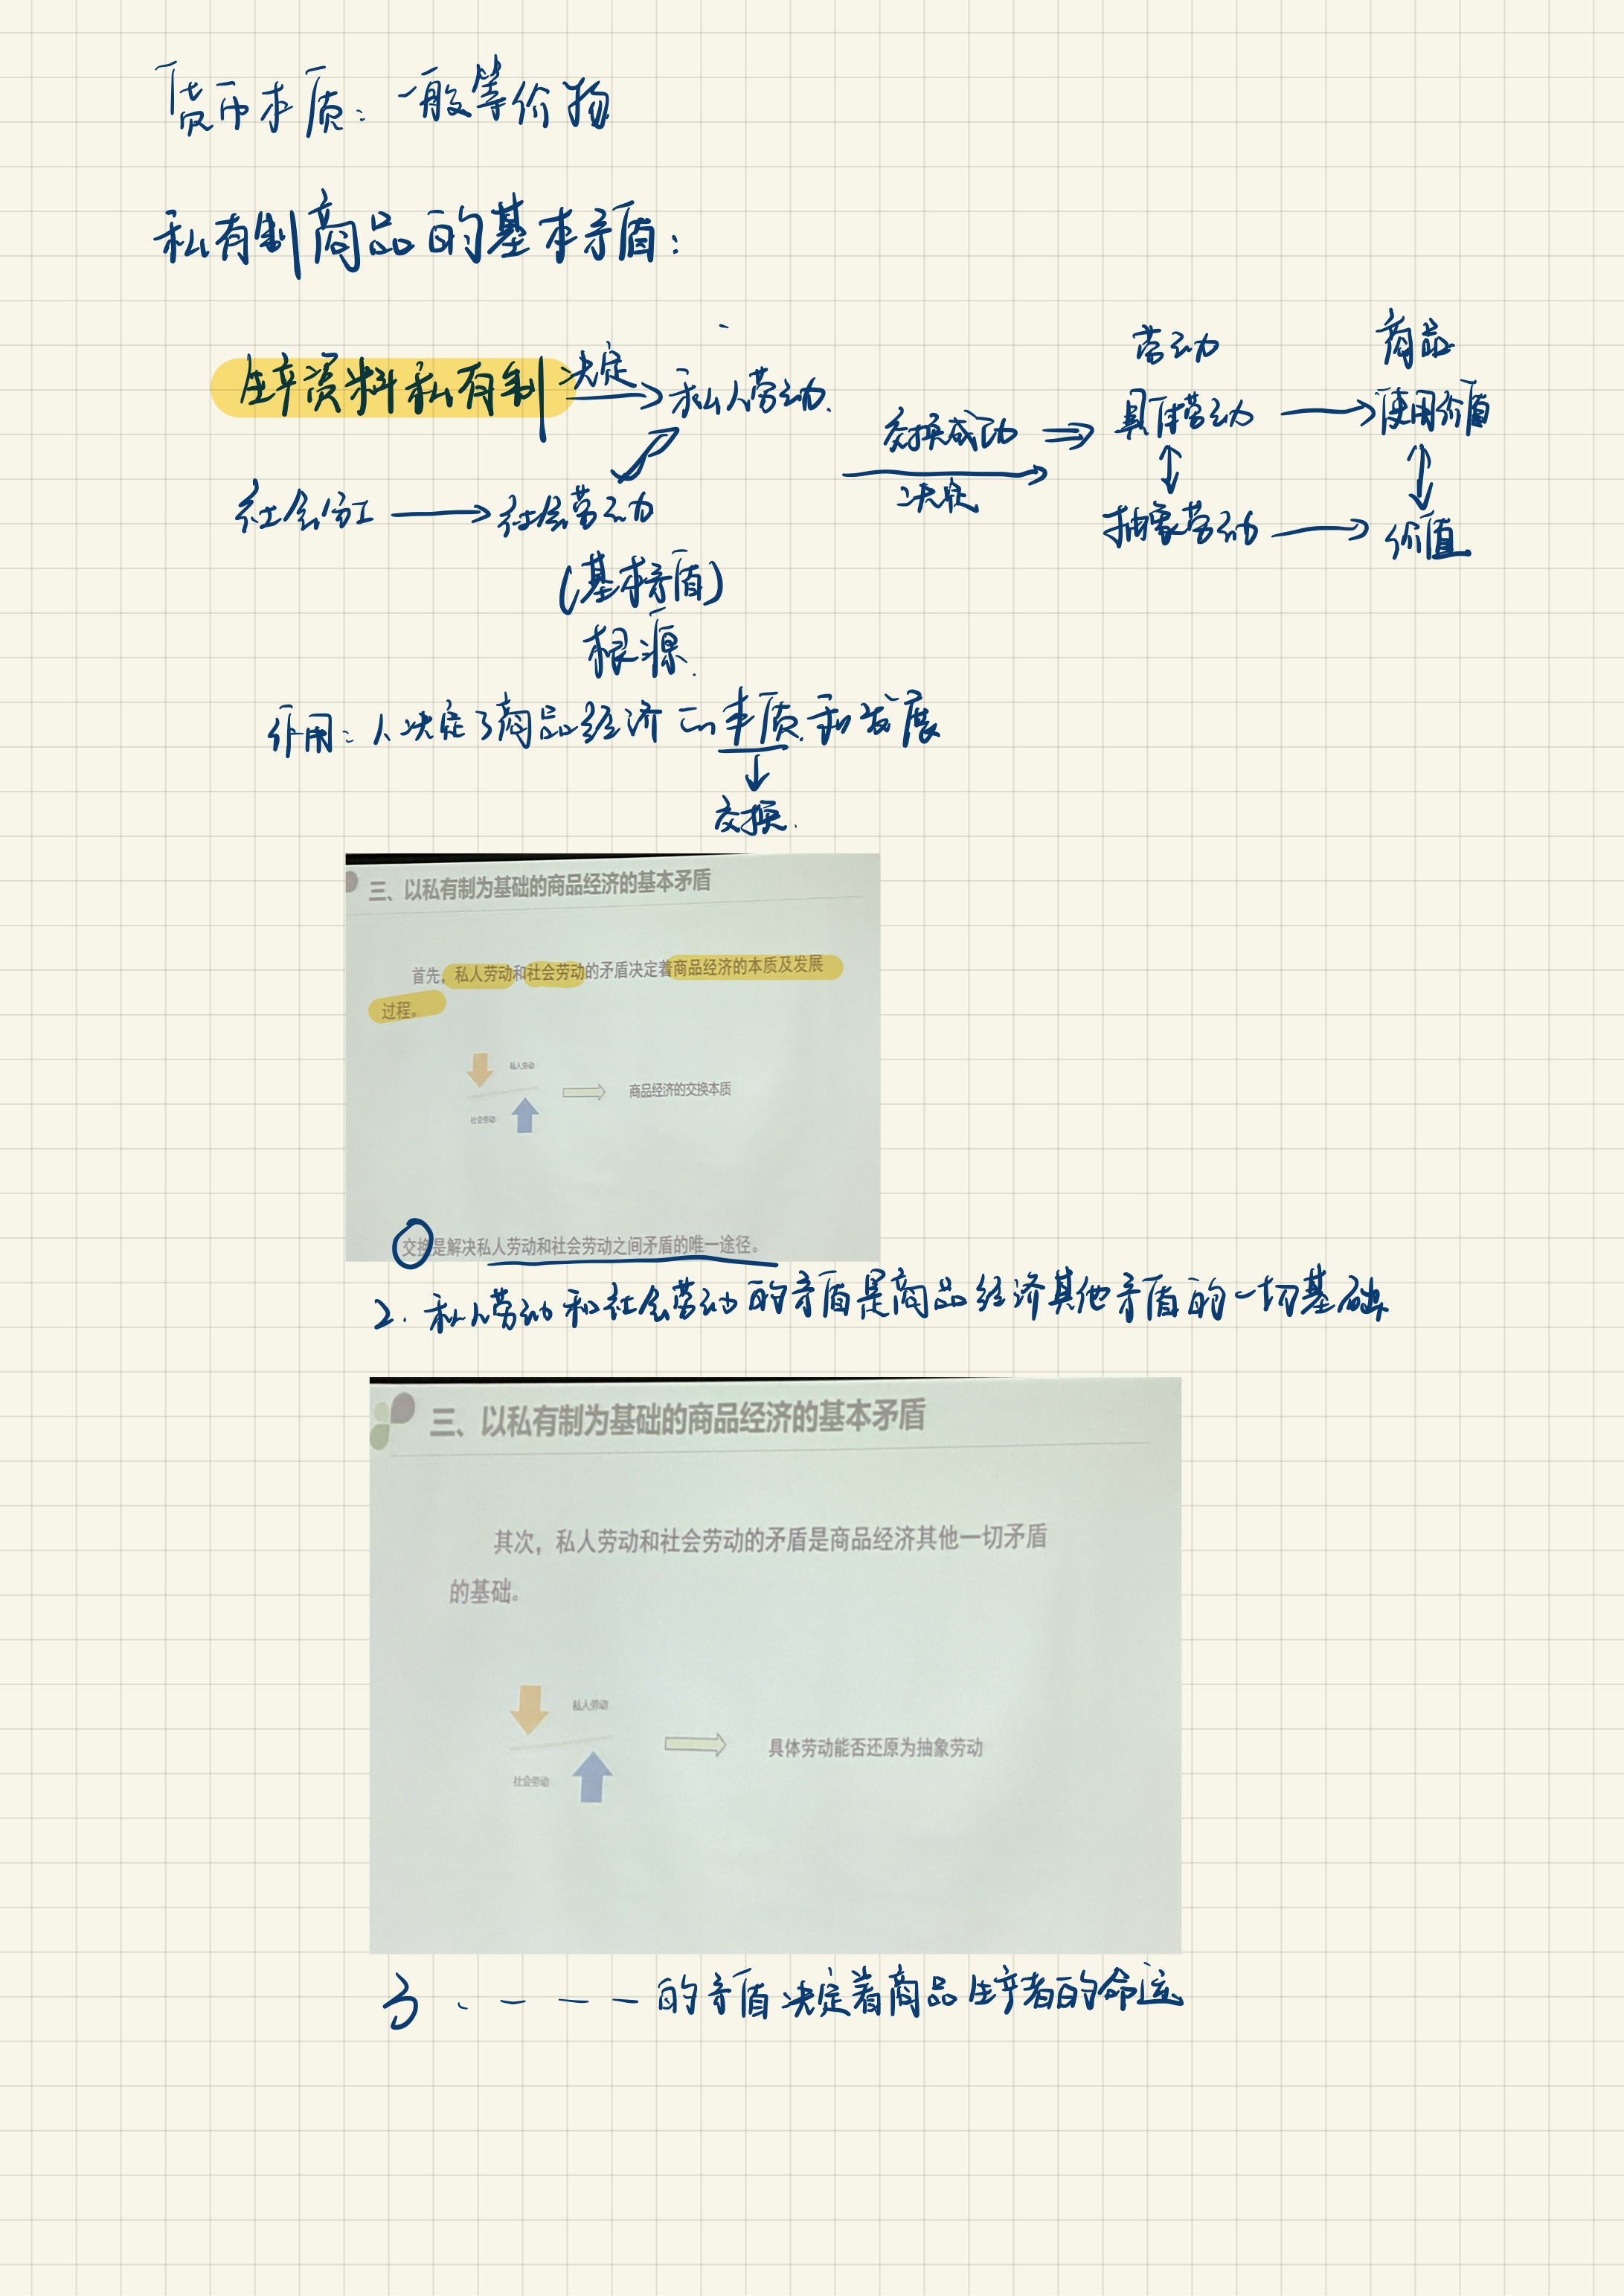 货币本质：一般等价物
私有制商品的基本矛盾：
劳动 商品
生产资料私有制 决定 私人劳动 交换成功 具体劳动 使用价值
社会分工 社会劳动 决定 抽象劳动 价值
(基本矛盾)
根源
作用：1、决定了商品经济的本质和发展
交换
三、以私有制为基础的商品经济的基本矛盾
首先，私人劳动和社会劳动的矛盾决定着商品经济的本质及发展
过程。
私人劳动
商品经济的交换本质
社会劳动
交换是解决私人劳动和社会劳动之间矛盾的唯一途径。
2. 私人劳动和社会劳动的矛盾是商品经济其他矛盾的一切基础
三、以私有制为基础的商品经济的基本矛盾
其次，私人劳动和社会劳动的矛盾是商品经济其他一切矛盾
的基础。
私人劳动
具体劳动能否还原为抽象劳动
社会劳动
3、- - - 的矛盾决定着商品生产者的命运